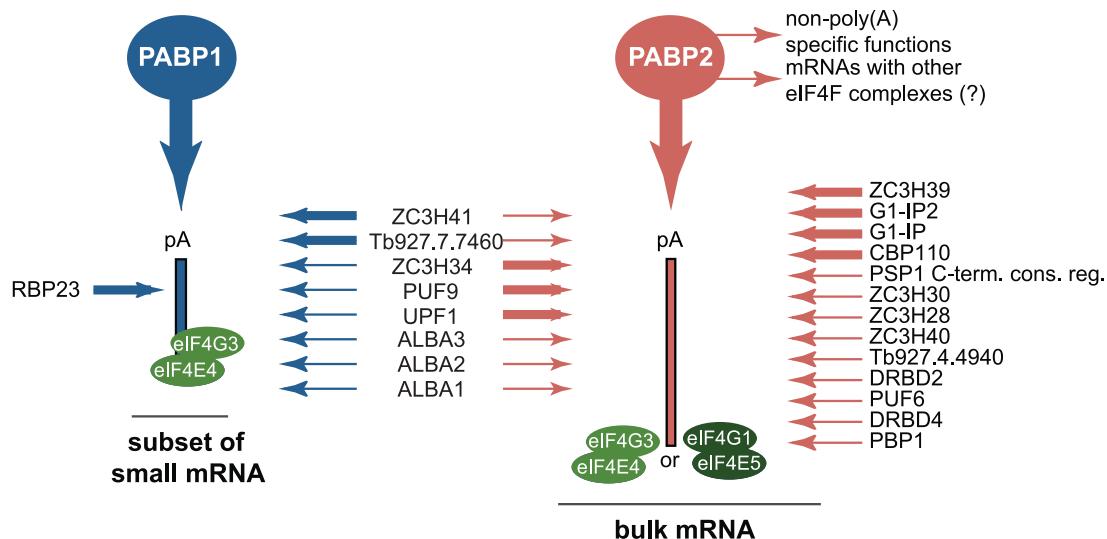 PABP1
PABP2
non-poly(A)
specific functions
mRNAs with other
eIF4F complexes (?)
pA
RBP23
eIF4G3
eIF4E4
subset of
small mRNA
ZC3H41
Tb927.7.7460
ZC3H34
PUF9
UPF1
ALBA3
ALBA2
ALBA1
pA
eIF4G3
eIF4E4
or
eIF4G1
eIF4E5
bulk mRNA
ZC3H39
G1-IP2
G1-IP
CBP110
PSP1 C-term. cons. reg.
ZC3H30
ZC3H28
ZC3H40
Tb927.4.4940
DRBD2
PUF6
DRBD4
PBP1